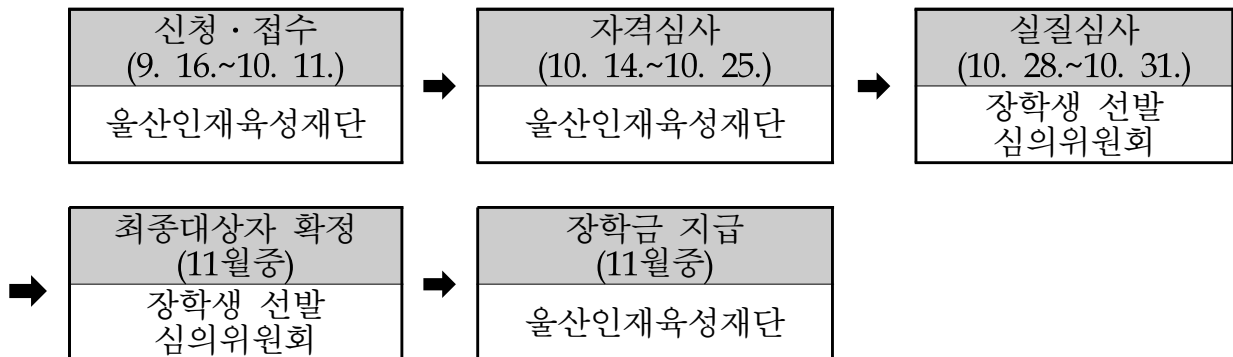 신청·접수
(9. 16.~10. 11.)
울산인재육성재단
자격심사
(10. 14.~10. 25.)
울산인재육성재단
실질심사
(10. 28.~10. 31.)
장학생 선발
심의위원회
최종대상자 확정
(11월중)
장학생 선발
심의위원회
장학금 지급
(11월중)
울산인재육성재단